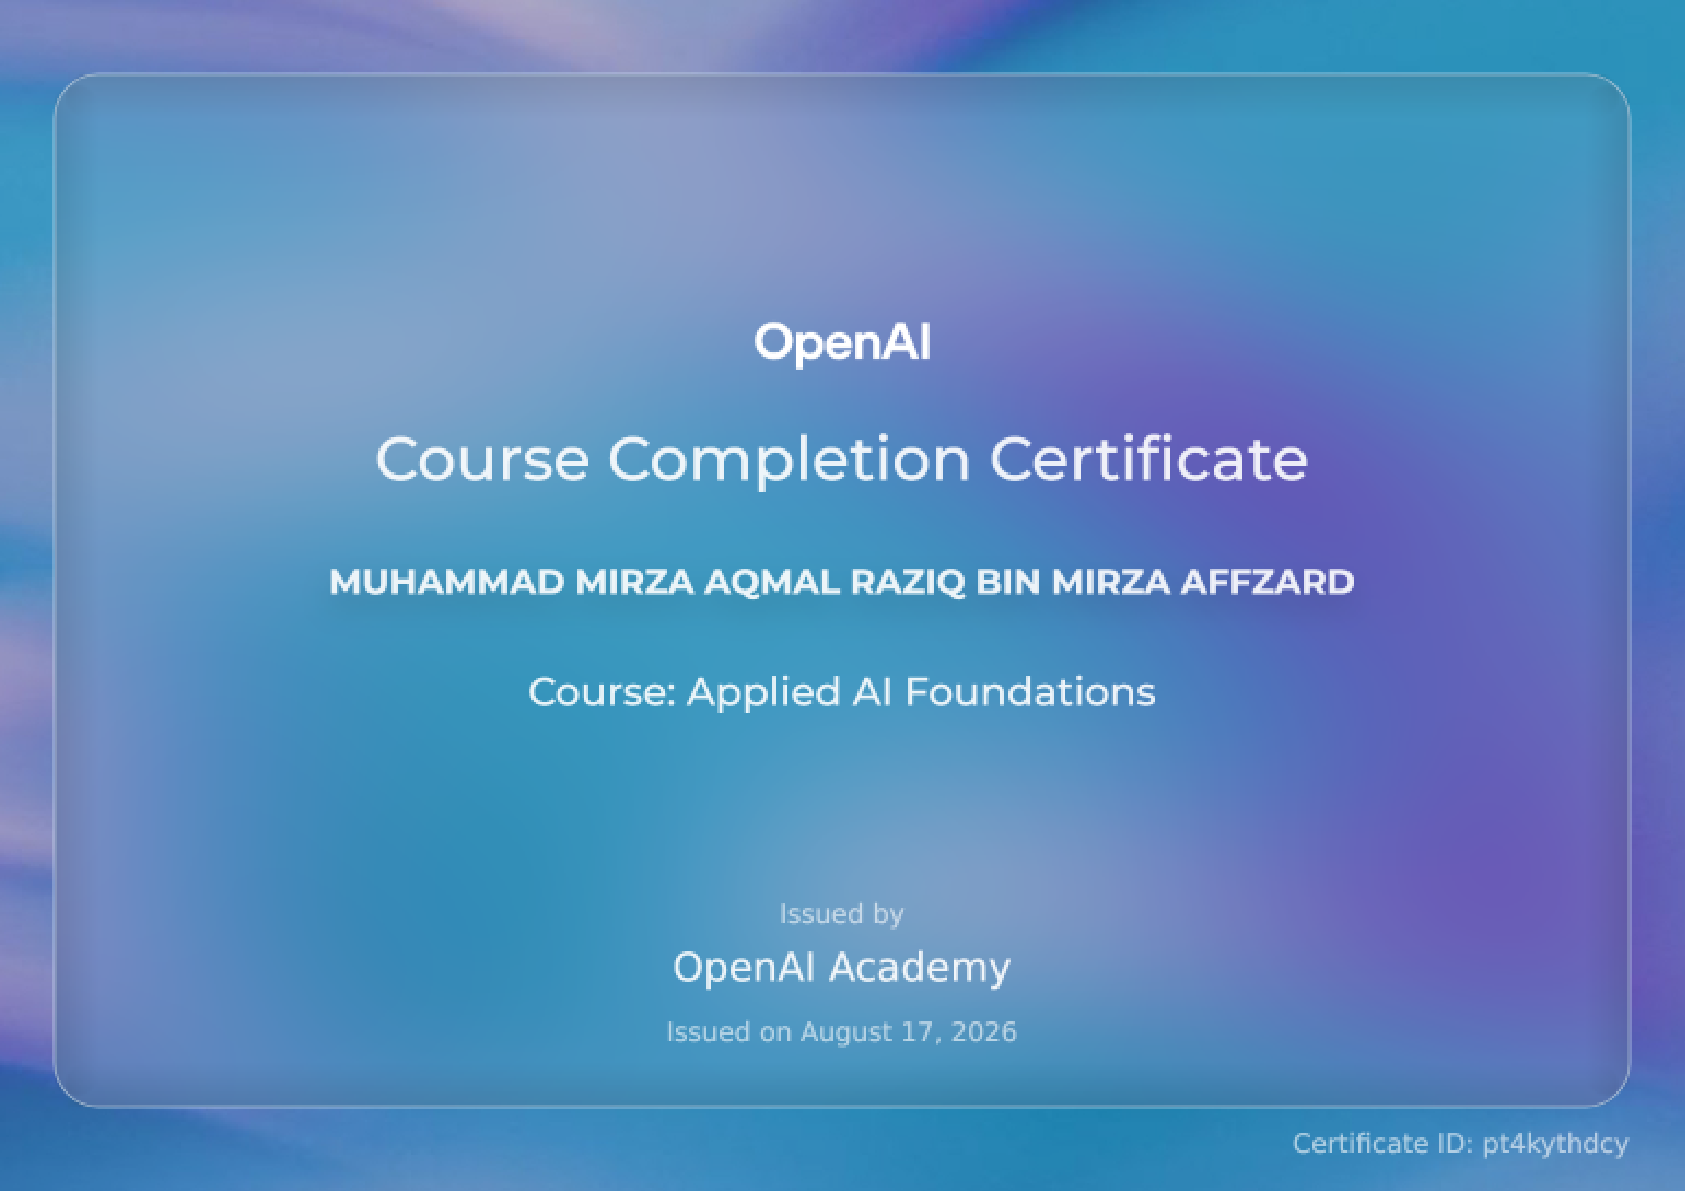 OpenAI
Course Completion Certificate
MUHAMMAD MIRZA AQMAL RAZIQ BIN MIRZA AFFZARD
Course: Applied AI Foundations
Issued by
OpenAI Academy
Issued on August 17, 2026
Certificate ID: pt4kythdcy